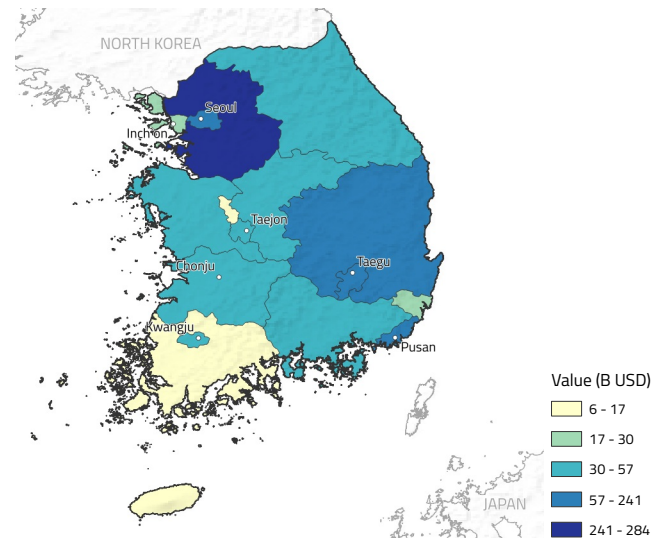 NORTH KOREA
Seoul
Inch'on
Taejon
Taegu
Chonju
Kwangju
Pusan
Value (B USD)
6 - 17
17 - 30
30 - 57
57 - 241
241 - 284
JAPAN